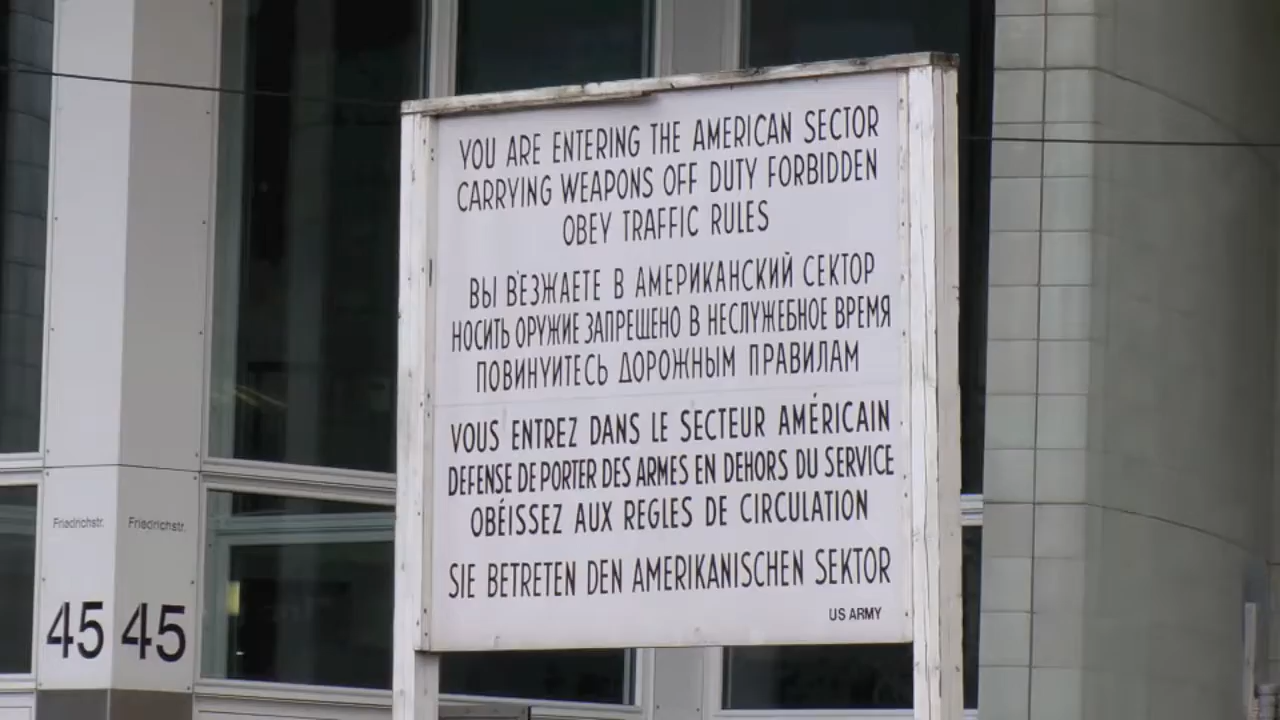 YOU ARE ENTERING THE AMERICAN SECTOR
CARRYING WEAPONS OFF DUTY FORBIDDEN
OBEY TRAFFIC RULES
ВЫ В'ЕЗЖАЕТЕ В АМЕРИКАНСКИЙ СЕКТОР
НОСИТЬ ОРУЖИЕ ЗАПРЕЩЕНО В НЕСЛУЖЕБНОЕ ВРЕМЯ
ПОВИНУИТЕСЬ ДОРОЖНЫМ ПРАВИЛАМ
VOUS ENTREZ DANS LE SECTEUR AMÉRICAIN
DEFENSE DE PORTER DES ARMES EN DEHORS DU SERVICE
OBÉISSEZ AUX REGLES DE CIRCULATION
SIE BETRETEN DEN AMERIKANISCHEN SEKTOR
US ARMY
Friedrichstr. Friedrichstr.
45 45